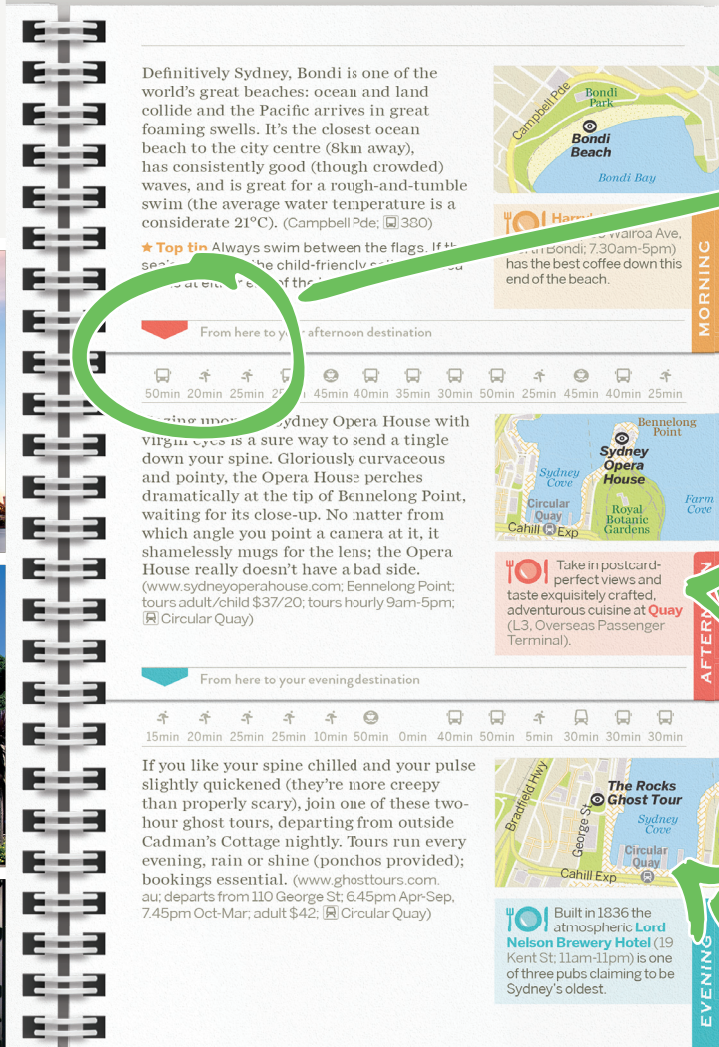 Definitively Sydney, Bondi is one of the
world's great beaches: ocean and land
collide and the Pacific arrives in great
foaming swells. It's the closest ocean
beach to the city centre (8km away),
has consistently good (though crowded)
waves, and is great for a rough-and-tumble
swim (the average water temperature is a
considerate 21°C). (Campbell Pde; 380)
Top tip Always swim between the flags. If
the child-friendly
at of the
Campbell Pde
Bondi
Park
Bondi
Beach
Bondi Bay
Wairoa Ave,
Bondi; 7.30am-5pm)
has the best coffee down this
end of the beach.
MORNING
From here to your afternoon destination
50min 20min 25min 45min 40min 35min 30min 50min 25min 45min 40min 25min
upon Sydney Opera House with
virgin eyes is a sure way to send a tingle
down your spine. Gloriously curvaceous
and pointy, the Opera House perches
dramatically at the tip of Bennelong Point,
waiting for its close-up. No matter from
which angle you point a camera at it, it
shamelessly mugs for the lens; the Opera
House really doesn't have a bad side.
(www.sydneyoperahouse.com; Bennelong Point;
tours adult/child $37/20; tours hourly 9am-5pm;
Circular Quay)
Bennelong
Point
Sydney
Opera
House
Sydney
Cove
Circular
Quay
Cahill Exp
Royal
Botanic
Gardens
Farm
Cove
Take in postcard-
perfect views and
taste exquisitely crafted,
adventurous cuisine at Quay
(L3, Overseas Passenger
Terminal).
From here to your evening destination
15min 20min 25min 25min 10min 50min 0min 40min 50min 5min 30min 30min 30min
If you like your spine chilled and your pulse
slightly quickened (they're more creepy
than properly scary), join one of these two-
hour ghost tours, departing from outside
Cadman's Cottage nightly. Tours run every
evening, rain or shine (ponchos provided);
bookings essential. (www.ghosttours.com.
au; departs from 110 George St; 6.45pm Apr-Sep,
7.45pm Oct-Mar; adult $42; Circular Quay)
Bradfield Hwy
George St
The Rocks
Ghost Tour
Sydney
Cove
Circular
Quay
Cahill Exp
Built in 1836 the
atmospheric Lord
Nelson Brewery Hotel (19
Kent St; 11am-11pm) is one
of three pubs claiming to be
Sydney's oldest.
EVENING